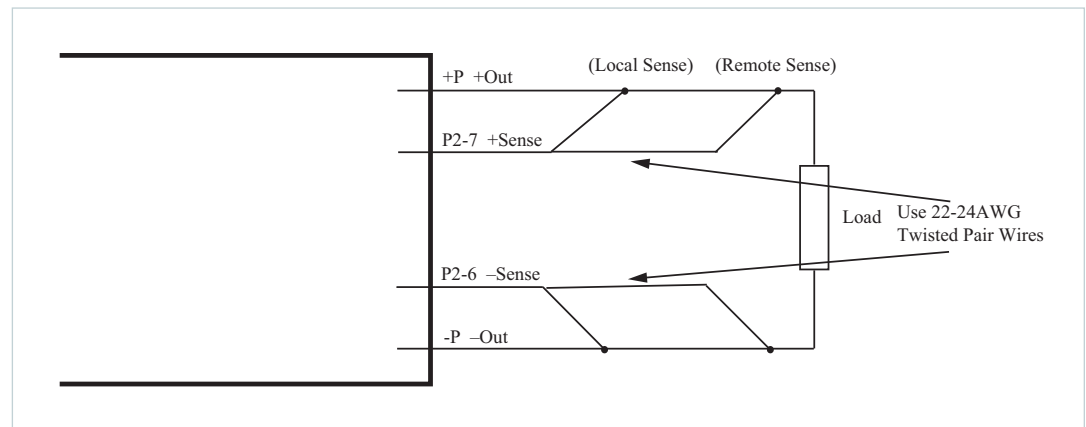 (Local Sense) (Remote Sense)
+P +Out
P2-7 +Sense
Load
Use 22-24AWG
Twisted Pair Wires
P2-6 –Sense
-P –Out